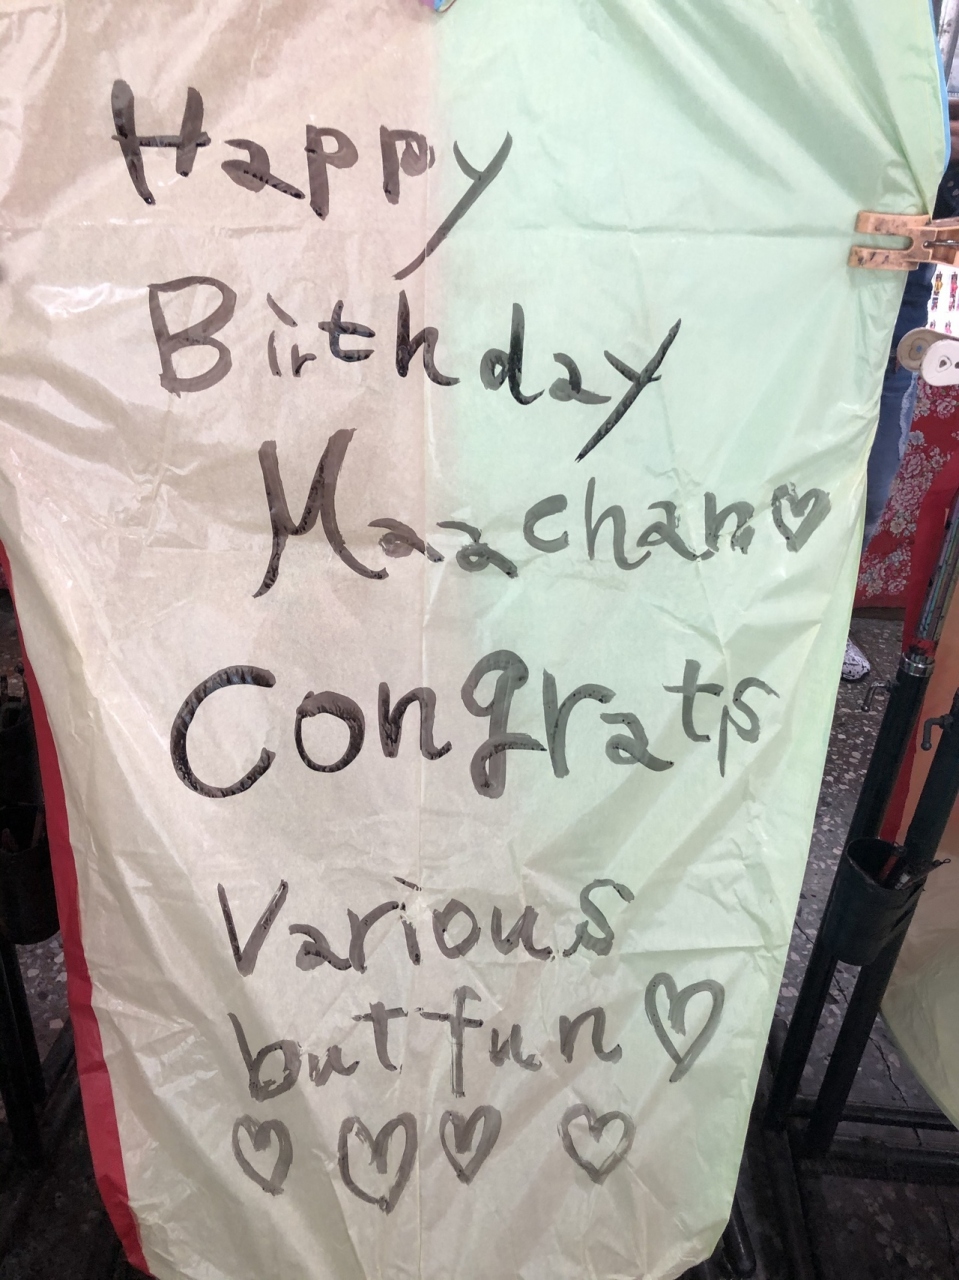 Happy
Birthday
Maachan♡
Congrats
Various
but fun♡
♡♡♡♡